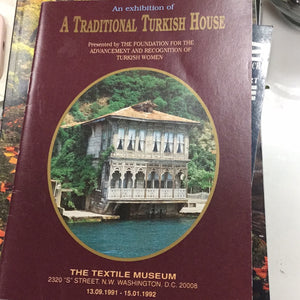 An exhibition of
A TRADITIONAL TURKISH HOUSE
Presented by THE FOUNDATION FOR THE
ADVANCEMENT AND RECOGNITION OF
TURKISH WOMEN
THE TEXTILE MUSEUM
2320 "S" STREET, N.W. WASHINGTON, D.C. 20008
13.09.1991 - 15.01.1992